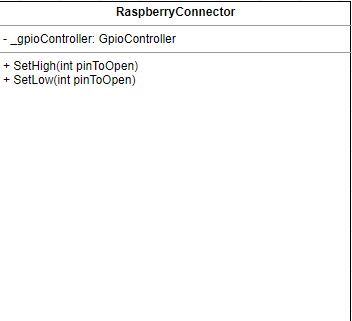 RaspberryConnector
- _gpioController: GpioController
+ SetHigh(int pinToOpen)
+ SetLow(int pinToOpen)